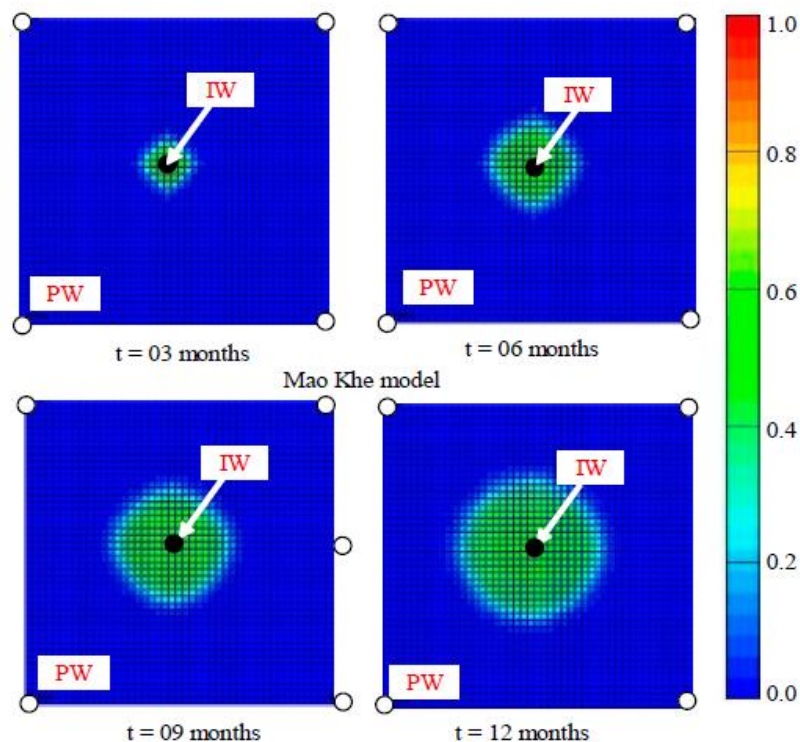 IW
PW
t = 03 months
IW
PW
t = 06 months
1.0
0.8
0.6
0.4
0.2
0.0
Mao Khe model
IW
PW
t = 09 months
IW
PW
t = 12 months